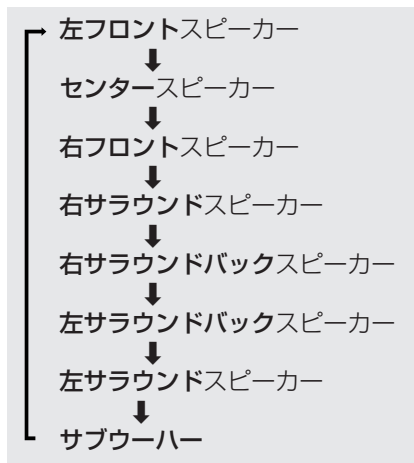 左フロントスピーカー
センタースピーカー
右フロントスピーカー
右サラウンドスピーカー
右サラウンドバックスピーカー
左サラウンドバックスピーカー
左サラウンドスピーカー
サブウーハー